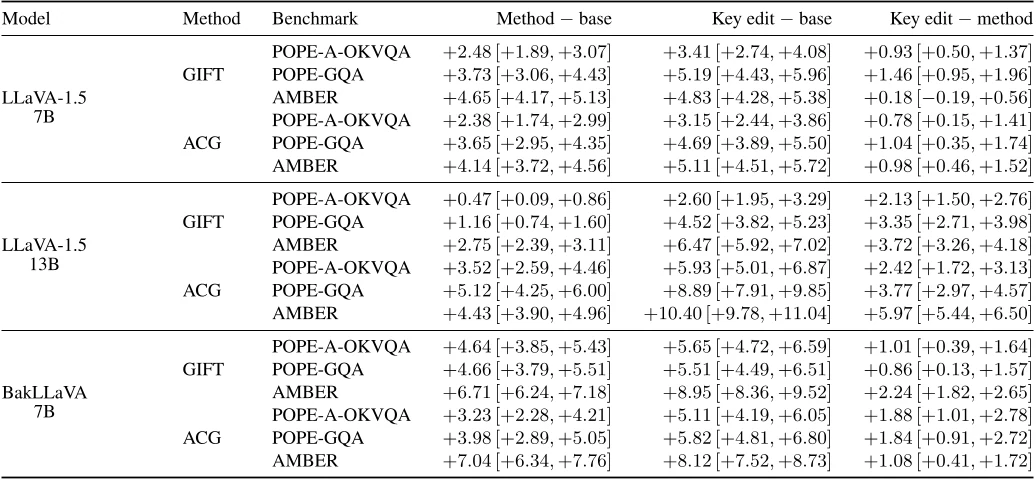 Model Method Benchmark Method − base Key edit − base Key edit − method
POPE-A-OKVQA +2.48 [+1.89, +3.07] +3.41 [+2.74, +4.08] +0.93 [+0.50, +1.37]
GIFT POPE-GQA +3.73 [+3.06, +4.43] +5.19 [+4.43, +5.96] +1.46 [+0.95, +1.96]
LLaVA-1.5 AMBER +4.65 [+4.17, +5.13] +4.83 [+4.28, +5.38] +0.18 [−0.19, +0.56]
7B POPE-A-OKVQA +2.38 [+1.74, +2.99] +3.15 [+2.44, +3.86] +0.78 [+0.15, +1.41]
ACG POPE-GQA +3.65 [+2.95, +4.35] +4.69 [+3.89, +5.50] +1.04 [+0.35, +1.74]
AMBER +4.14 [+3.72, +4.56] +5.11 [+4.51, +5.72] +0.98 [+0.46, +1.52]
POPE-A-OKVQA +0.47 [+0.09, +0.86] +2.60 [+1.95, +3.29] +2.13 [+1.50, +2.76]
GIFT POPE-GQA +1.16 [+0.74, +1.60] +4.52 [+3.82, +5.23] +3.35 [+2.71, +3.98]
LLaVA-1.5 AMBER +2.75 [+2.39, +3.11] +6.47 [+5.92, +7.02] +3.72 [+3.26, +4.18]
13B POPE-A-OKVQA +3.52 [+2.59, +4.46] +5.93 [+5.01, +6.87] +2.42 [+1.72, +3.13]
ACG POPE-GQA +5.12 [+4.25, +6.00] +8.89 [+7.91, +9.85] +3.77 [+2.97, +4.57]
AMBER +4.43 [+3.90, +4.96] +10.40 [+9.78, +11.04] +5.97 [+5.44, +6.50]
POPE-A-OKVQA +4.64 [+3.85, +5.43] +5.65 [+4.72, +6.59] +1.01 [+0.39, +1.64]
GIFT POPE-GQA +4.66 [+3.79, +5.51] +5.51 [+4.49, +6.51] +0.86 [+0.13, +1.57]
BakLLaVA AMBER +6.71 [+6.24, +7.18] +8.95 [+8.36, +9.52] +2.24 [+1.82, +2.65]
7B POPE-A-OKVQA +3.23 [+2.28, +4.21] +5.11 [+4.19, +6.05] +1.88 [+1.01, +2.78]
ACG POPE-GQA +3.98 [+2.89, +5.05] +5.82 [+4.81, +6.80] +1.84 [+0.91, +2.72]
AMBER +7.04 [+6.34, +7.76] +8.12 [+7.52, +8.73] +1.08 [+0.41, +1.72]